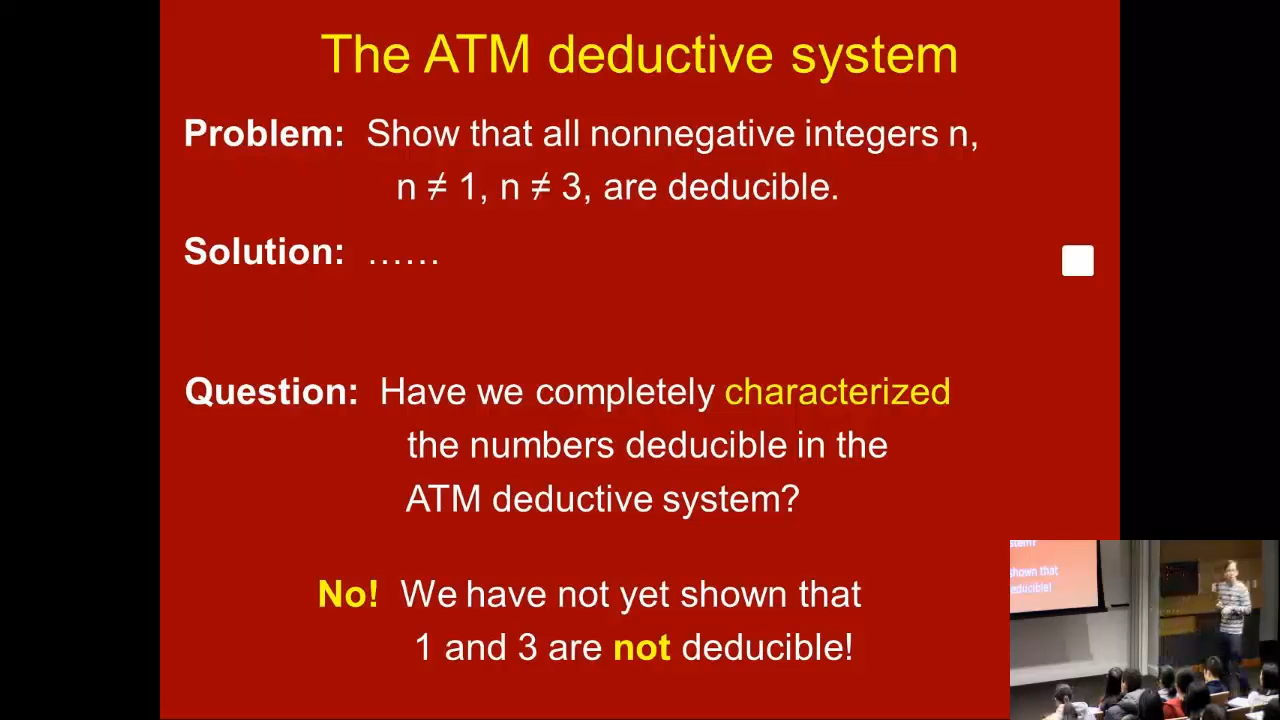 The ATM deductive system
Problem: Show that all nonnegative integers n,
n ≠ 1, n ≠ 3, are deducible.
Solution: ……
Question: Have we completely characterized
the numbers deducible in the
ATM deductive system?
No! We have not yet shown that
1 and 3 are not deducible!
shown that